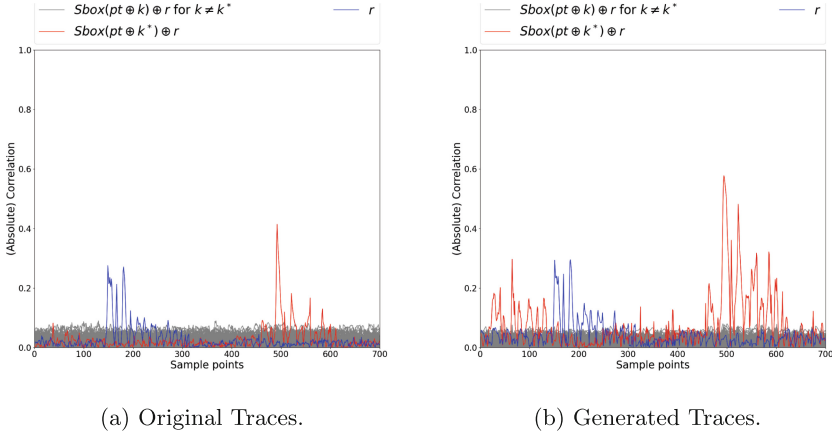 Sbox(pt ⊕ k) ⊕ r for k ≠ k* r
Sbox(pt ⊕ k*) ⊕ r
1.0
0.8
0.6
0.4
0.2
0.0
(Absolute) Correlation
0 100 200 300 400 500 600 700
Sample points
(a) Original Traces.
Sbox(pt ⊕ k) ⊕ r for k ≠ k* r
Sbox(pt ⊕ k*) ⊕ r
1.0
0.8
0.6
0.4
0.2
0.0
(Absolute) Correlation
0 100 200 300 400 500 600 700
Sample points
(b) Generated Traces.